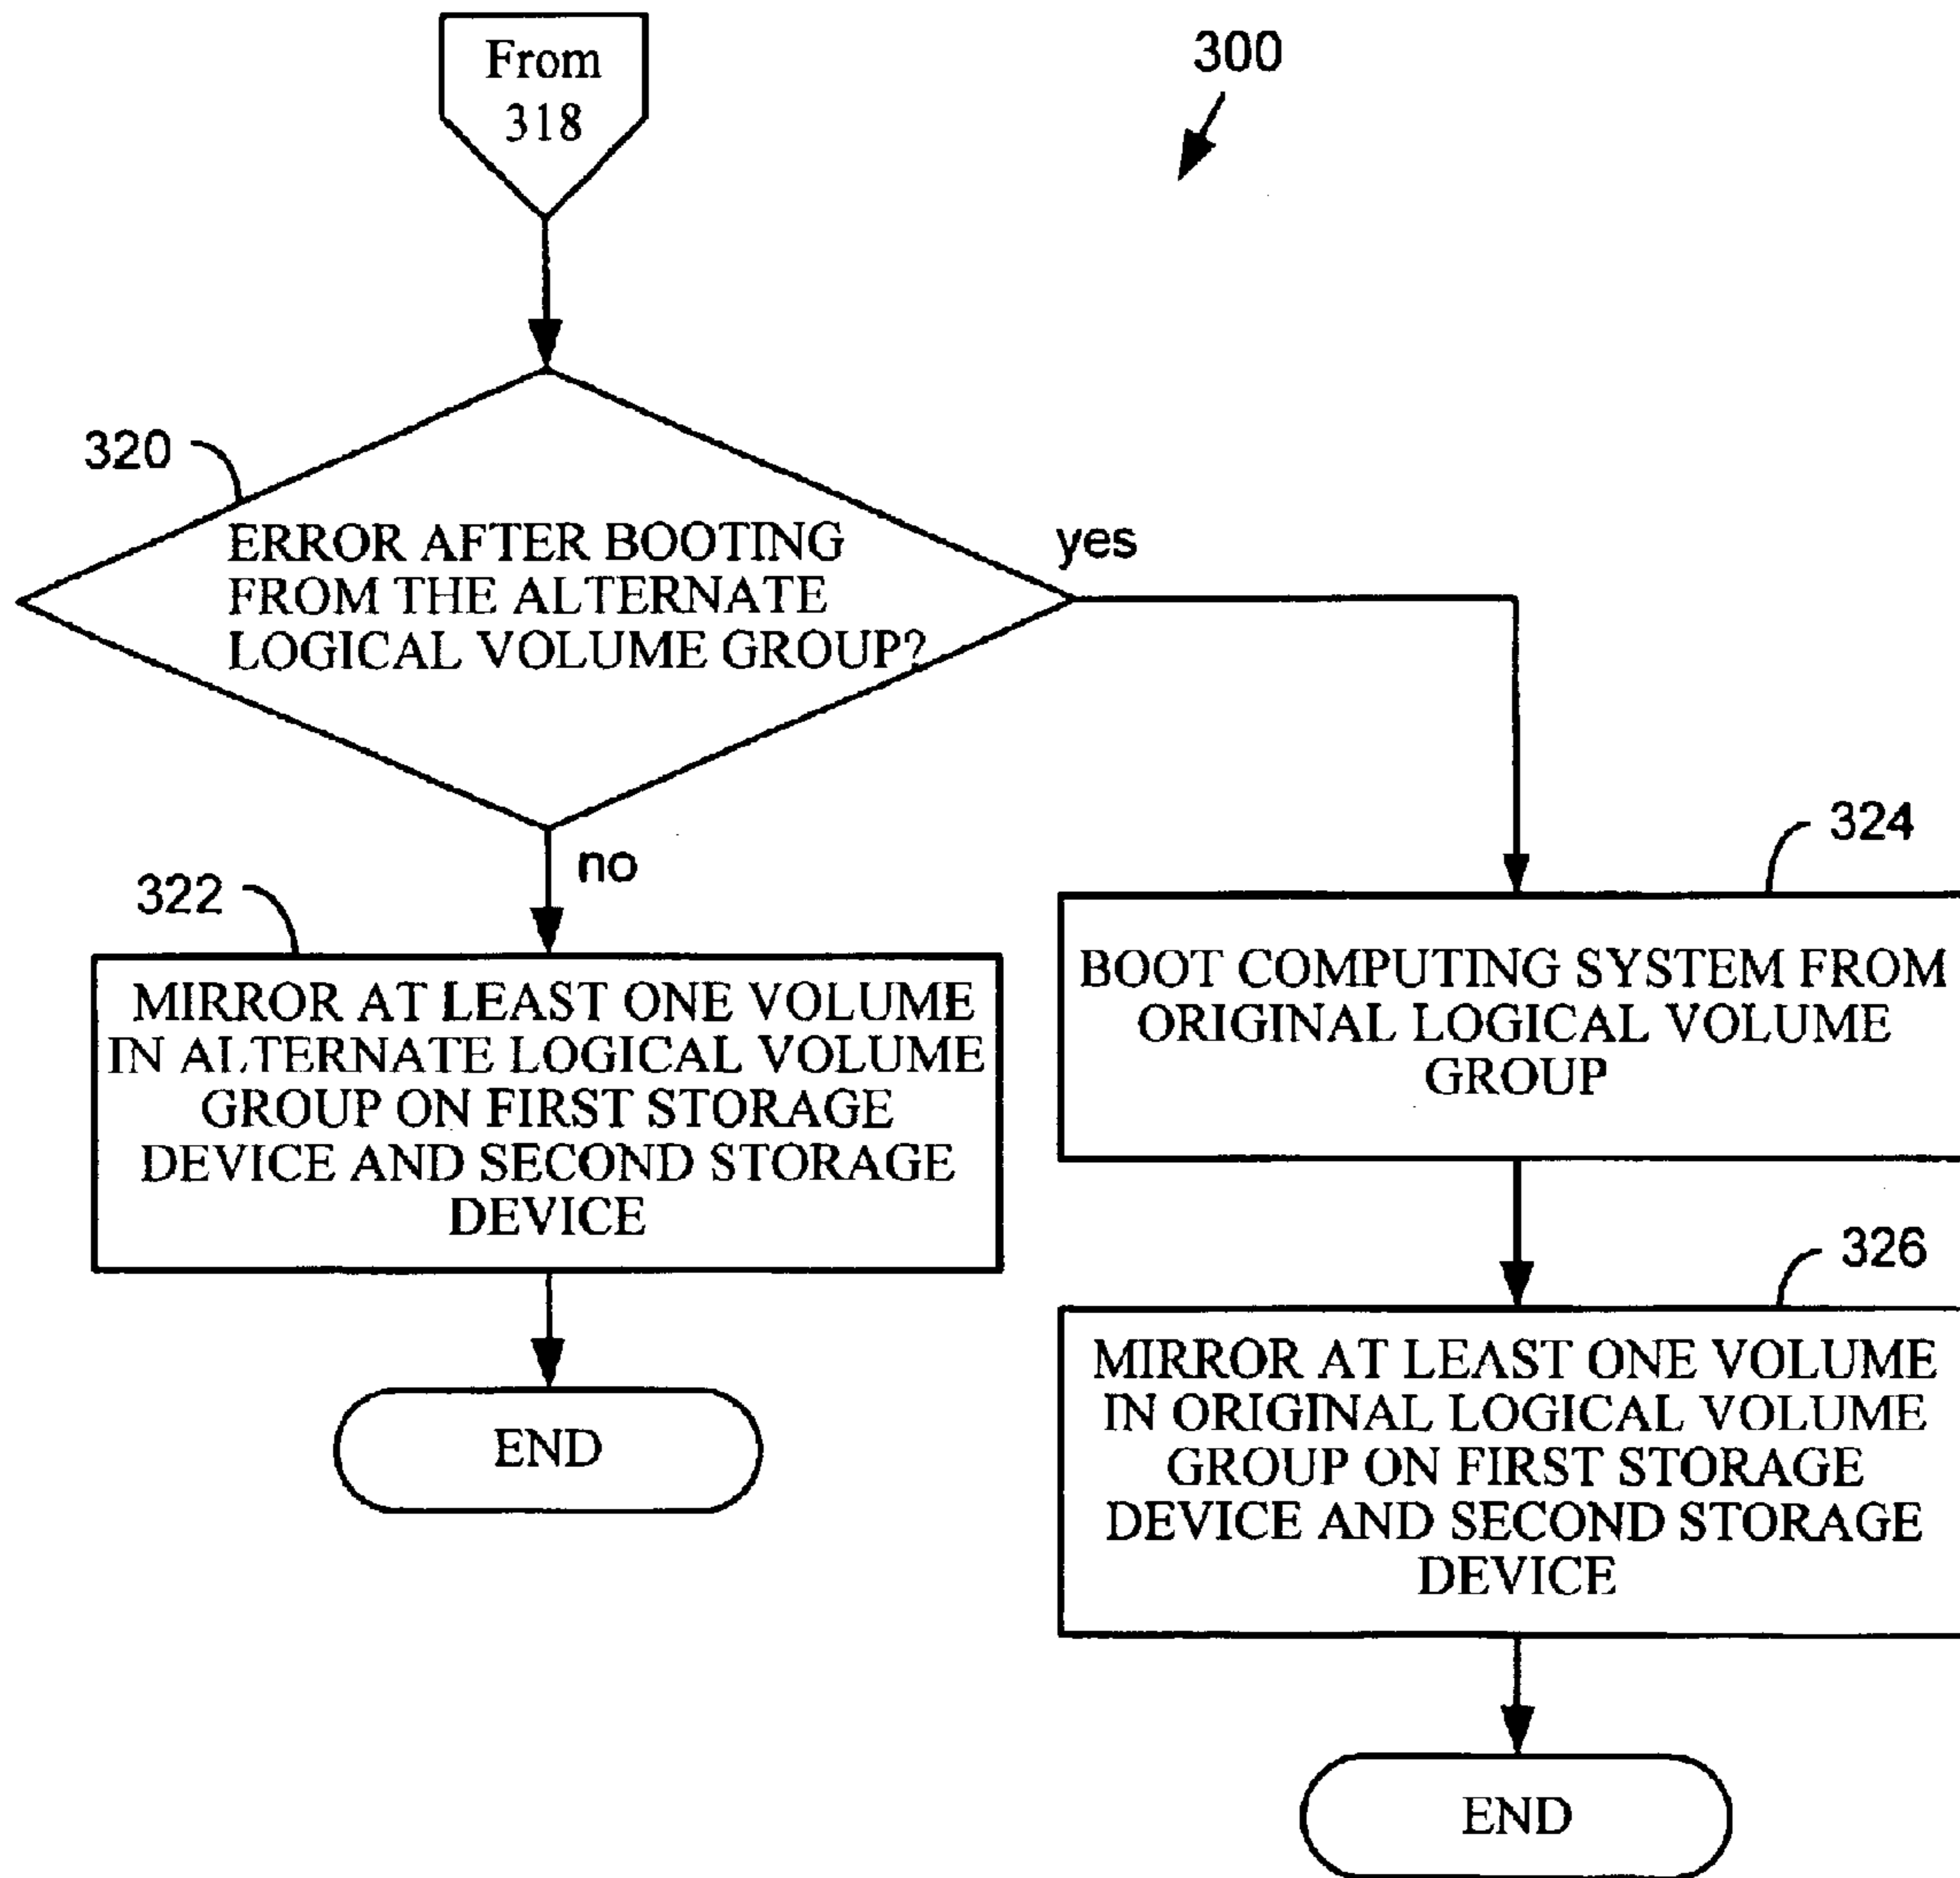 From
318
300
320
ERROR AFTER BOOTING
FROM THE ALTERNATE
LOGICAL VOLUME GROUP?
yes
no
322
MIRROR AT LEAST ONE VOLUME
IN ALTERNATE LOGICAL VOLUME
GROUP ON FIRST STORAGE
DEVICE AND SECOND STORAGE
DEVICE
END
324
BOOT COMPUTING SYSTEM FROM
ORIGINAL LOGICAL VOLUME
GROUP
326
MIRROR AT LEAST ONE VOLUME
IN ORIGINAL LOGICAL VOLUME
GROUP ON FIRST STORAGE
DEVICE AND SECOND STORAGE
DEVICE
END